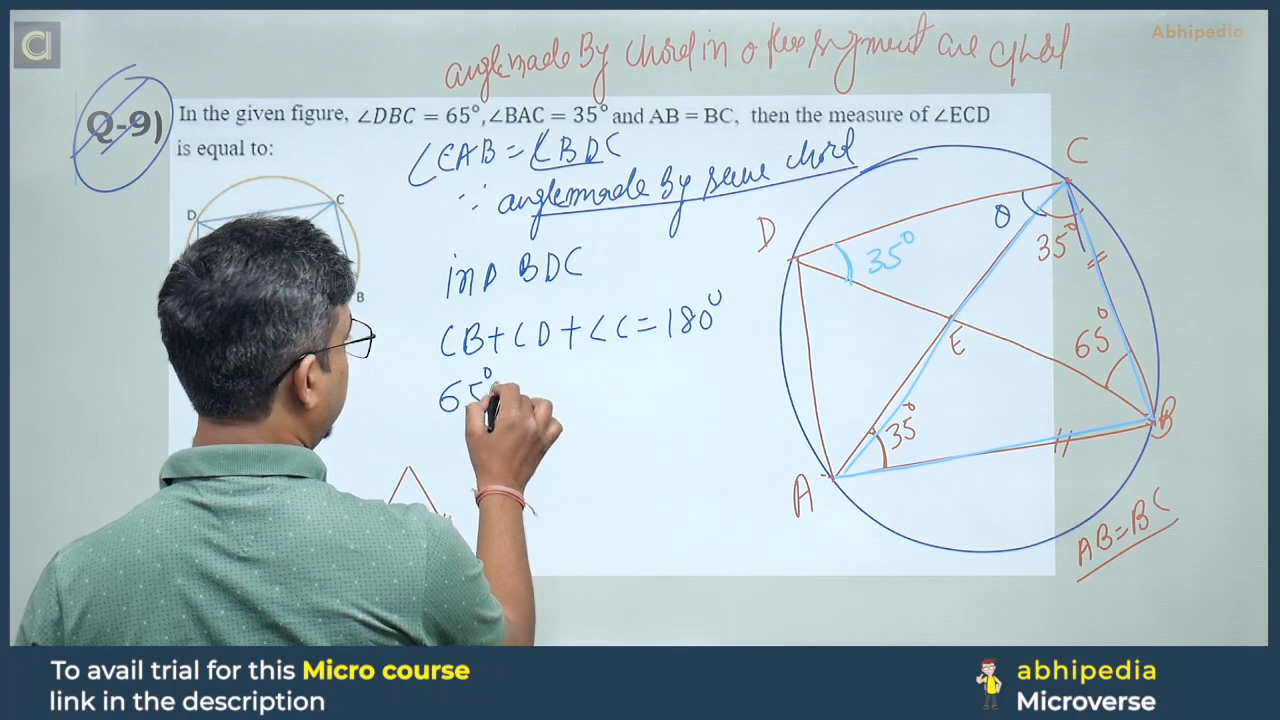 Abhipedia
angle made By chord in same segment are equal
Q-9)
In the given figure, ∠DBC = 65°, ∠BAC = 35° and AB = BC, then the measure of ∠ECD
is equal to:
∠CAB = ∠BDC
∵ angle made By same chord
in Δ BDC
∠B + ∠D + ∠C = 180°
65°
D
C
B
C
D
θ
35°
35°
E
65°
35°
B
A
AB = BC
To avail trial for this Micro course
link in the description
abhipedia
Microverse